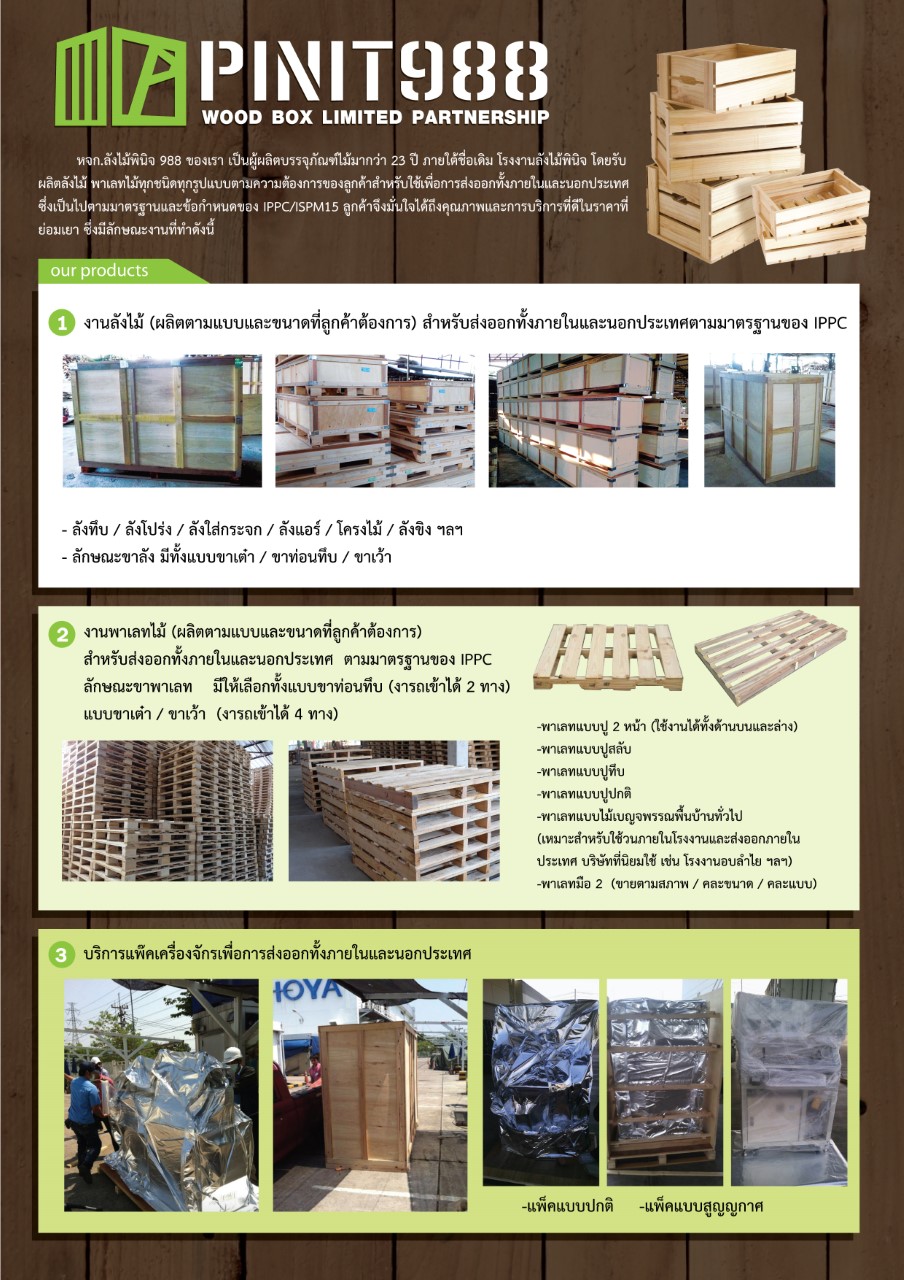 PINIT988
WOOD BOX LIMITED PARTNERSHIP
หจก.ลังไม้พินิจ 988 ของเรา เป็นผู้ผลิตบรรจุภัณฑ์ไม้มากว่า 23 ปี ภายใต้ชื่อเดิม โรงงานลังไม้พินิจ โดยรับ
ผลิตลังไม้ พาเลทไม้ทุกชนิดทุกรูปแบบตามความต้องการของลูกค้าสำหรับใช้เพื่อการส่งออกทั้งภายในและนอกประเทศ
ซึ่งเป็นไปตามมาตรฐานและข้อกำหนดของ IPPC/ISPM15 ลูกค้าจึงมั่นใจได้ถึงคุณภาพและการบริการที่ดีในราคาที่
ย่อมเยา ซึ่งมีลักษณะงานที่ทำดังนี้
our products
1 งานลังไม้ (ผลิตตามแบบและขนาดที่ลูกค้าต้องการ) สำหรับส่งออกทั้งภายในและนอกประเทศตามมาตรฐานของ IPPC
- ลังทึบ / ลังโปร่ง / ลังใส่กระจก / ลังแอร์ / โครงไม้ / ลังขิง ฯลฯ
- ลักษณะขาลัง มีทั้งแบบขาเต๋า / ขาท่อนทึบ / ขาเว้า
2 งานพาเลทไม้ (ผลิตตามแบบและขนาดที่ลูกค้าต้องการ)
สำหรับส่งออกทั้งภายในและนอกประเทศ ตามมาตรฐานของ IPPC
ลักษณะขาพาเลท มีให้เลือกทั้งแบบขาท่อนทึบ (งารถเข้าได้ 2 ทาง)
แบบขาเต๋า / ขาเว้า (งารถเข้าได้ 4 ทาง)
-พาเลทแบบปู 2 หน้า (ใช้งานได้ทั้งด้านบนและล่าง)
-พาเลทแบบปูสลับ
-พาเลทแบบปูทึบ
-พาเลทแบบปูปกติ
-พาเลทแบบไม้เบญจพรรณพื้นบ้านทั่วไป
(เหมาะสำหรับใช้วนภายในโรงงานและส่งออกภายใน
ประเทศ บริษัทที่นิยมใช้ เช่น โรงงานอบลำไย ฯลฯ)
-พาเลทมือ 2 (ขายตามสภาพ / คละขนาด / คละแบบ)
3 บริการแพ๊คเครื่องจักรเพื่อการส่งออกทั้งภายในและนอกประเทศ
HOYA
-แพ็คแบบปกติ -แพ็คแบบสูญญกาศ